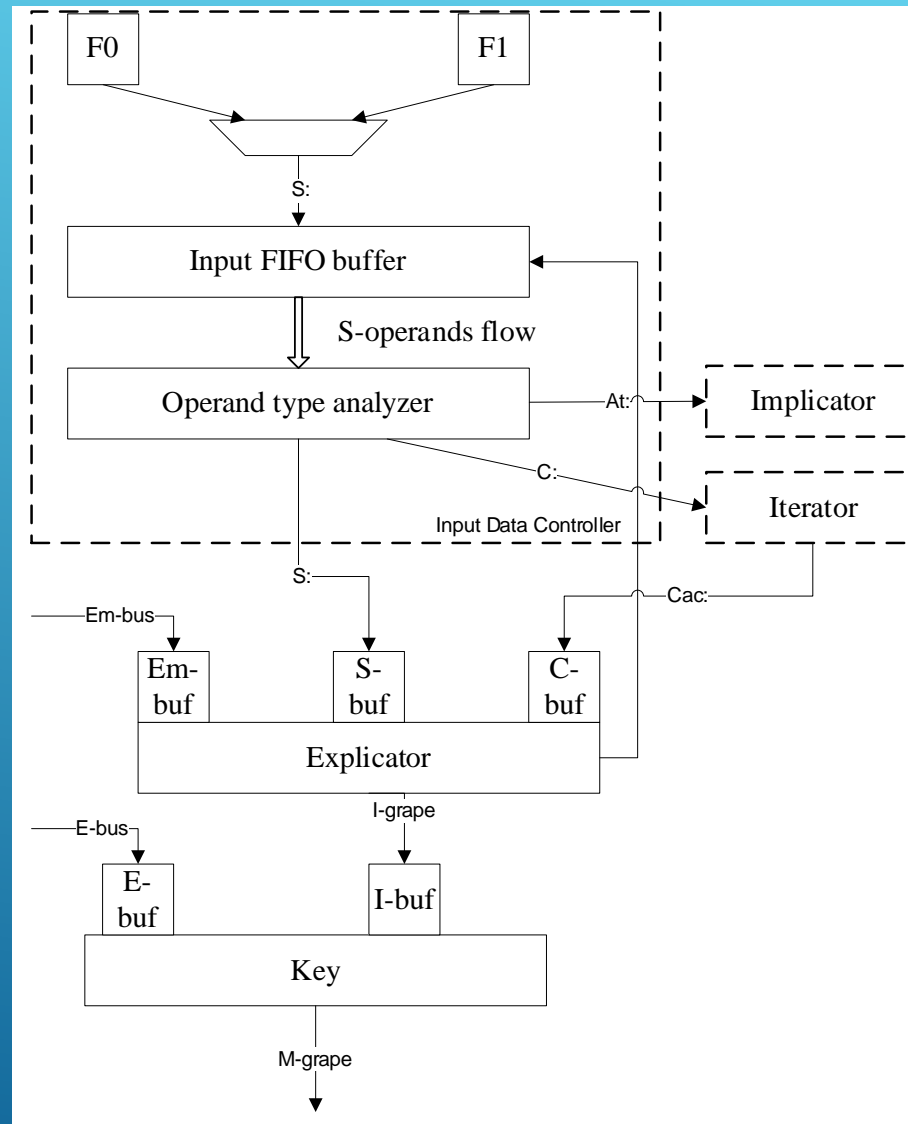 F0
F1
S:
Input FIFO buffer
S-operands flow
Operand type analyzer
At:
Implicator
C:
Iterator
Input Data Controller
S:
Cac:
Em-bus
Em-
buf
S-
buf
C-
buf
Explicator
I-grape
E-bus
E-
buf
I-buf
Key
M-grape